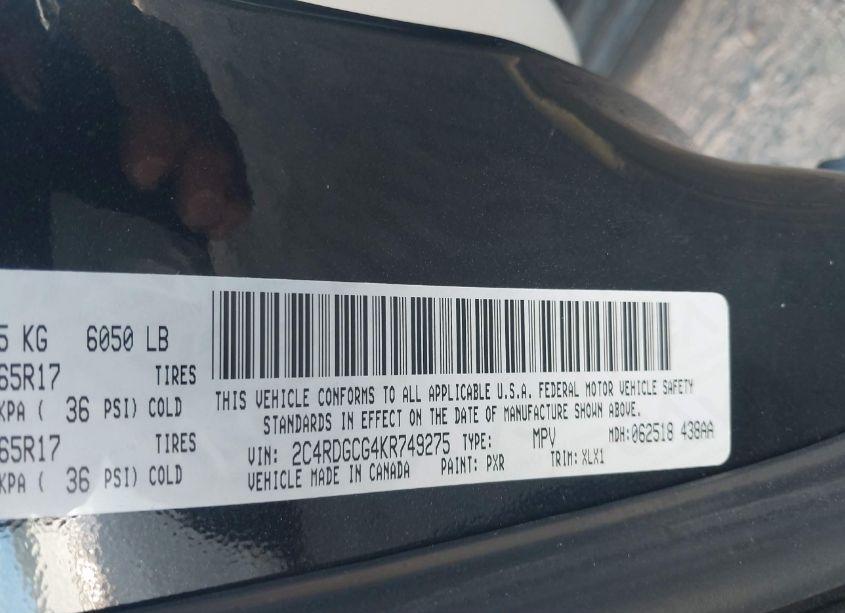 5 KG 6050 LB
65R17 TIRES
KPA ( 36 PSI) COLD
65R17 TIRES
KPA ( 36 PSI) COLD
THIS VEHICLE CONFORMS TO ALL APPLICABLE U.S.A. FEDERAL MOTOR VEHICLE SAFETY
STANDARDS IN EFFECT ON THE DATE OF MANUFACTURE SHOWN ABOVE.
VIN: 2C4RDGCG4KR749275 TYPE: MPV MDH:062518 438AA
VEHICLE MADE IN CANADA PAINT: PXR TRIM:XLX1